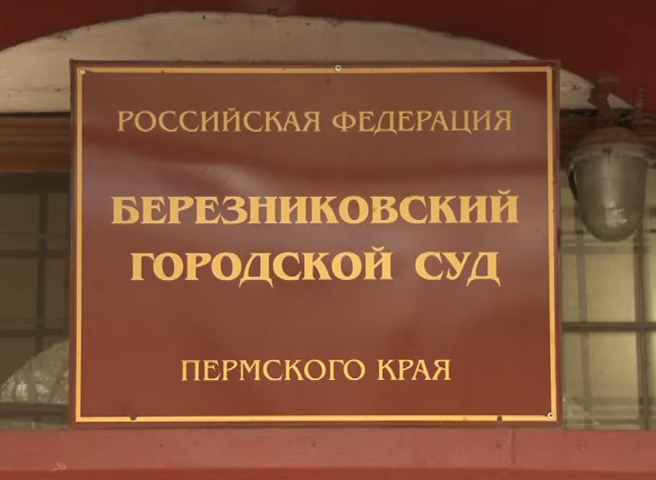 РОССИЙСКАЯ ФЕДЕРАЦИЯ
БЕРЕЗНИКОВСКИЙ
ГОРОДСКОЙ СУД
ПЕРМСКОГО КРАЯ